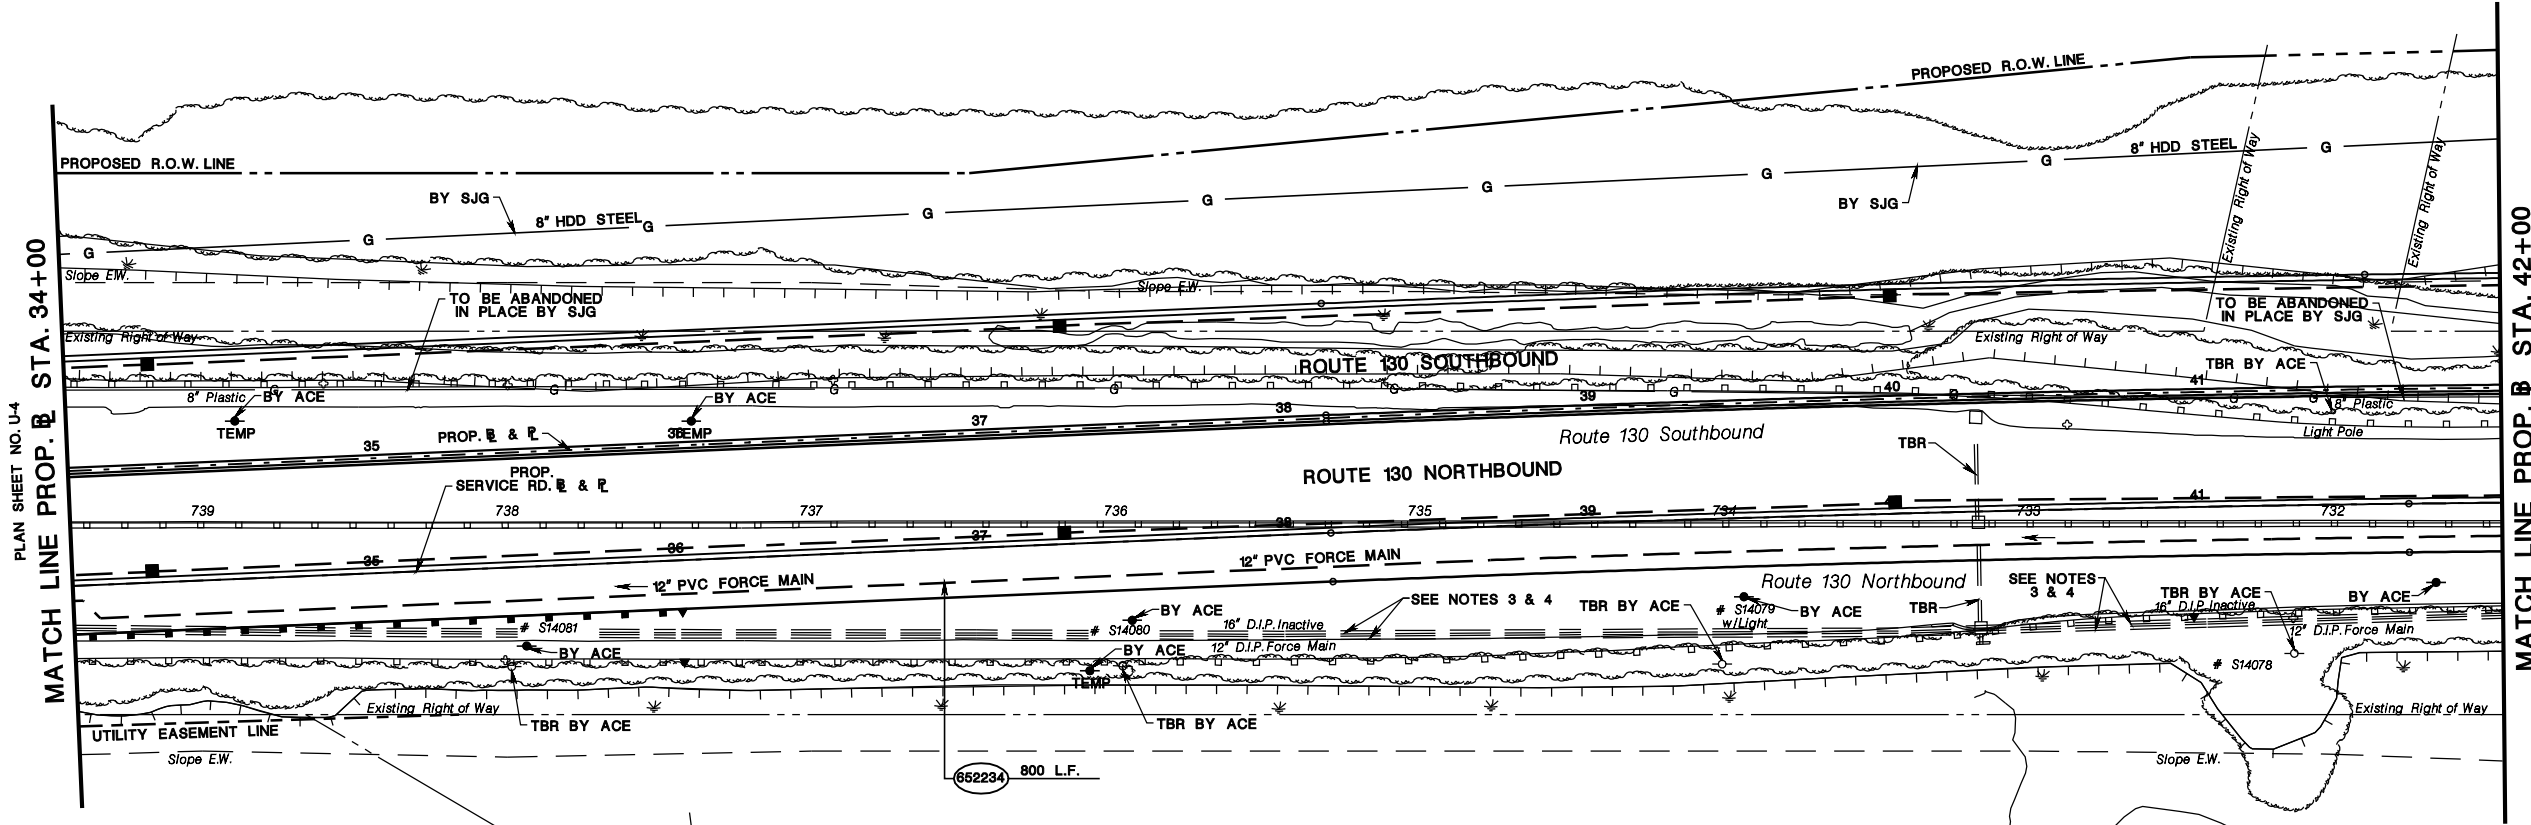 PROPOSED R.O.W. LINE
PROPOSED R.O.W. LINE
8" HDD STEEL
G
G
G
G
G
G
G
G
G
BY SJG
BY SJG
8" HDD STEEL
Existing Right of Way
Existing Right of Way
Slope E.W.
Slope E.W.
TO BE ABANDONED
IN PLACE BY SJG
TO BE ABANDONED
IN PLACE BY SJG
Existing Right of Way
Existing Right of Way
ROUTE 130 SOUTHBOUND
TBR BY ACE
G
G
G
G
G
G
G
G
8" Plastic
BY ACE
BY ACE
8" Plastic
TEMP
TEMP
35
36
37
38
39
40
41
PROP. B & P
Route 130 Southbound
Light Pole
TBR
PROP.
SERVICE RD. B & P
ROUTE 130 NORTHBOUND
739
738
737
736
735
734
733
732
35
36
37
38
39
41
12" PVC FORCE MAIN
12" PVC FORCE MAIN
Route 130 Northbound
SEE NOTES
3 & 4
SEE NOTES 3 & 4
TBR BY ACE
TBR BY ACE
BY ACE
BY ACE
# S14079
w/Light
BY ACE
TBR
16" D.I.P. Inactive
# S14081
# S14080
16" D.I.P. Inactive
12" D.I.P. Force Main
12" D.I.P. Force Main
BY ACE
BY ACE
TEMP
# S14078
Existing Right of Way
Existing Right of Way
TBR BY ACE
TBR BY ACE
UTILITY EASEMENT LINE
Slope E.W.
Slope E.W.
652234
800 L.F.
PLAN SHEET NO. U-4
MATCH LINE PROP. B STA. 34+00
MATCH LINE PROP. B STA. 42+00